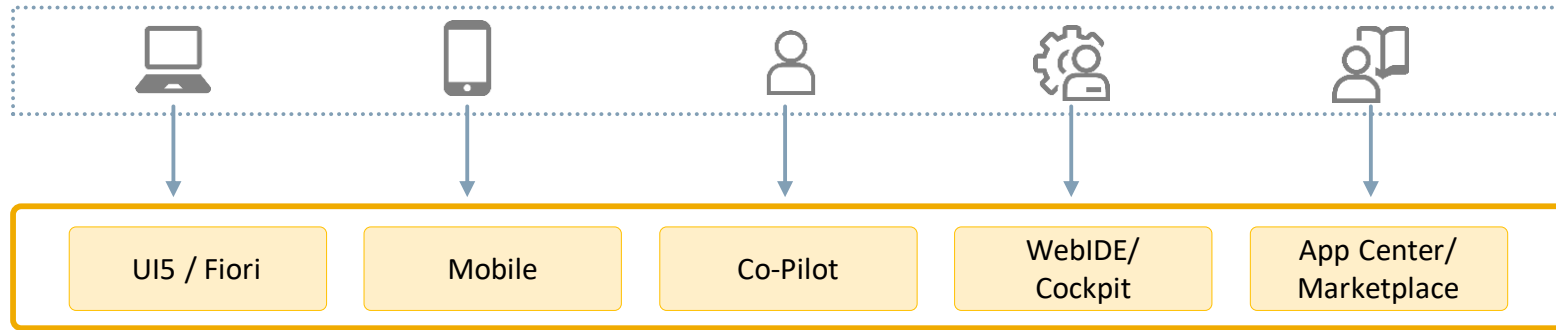 UI5 / Fiori
Mobile
Co-Pilot
WebIDE/
Cockpit
App Center/
Marketplace